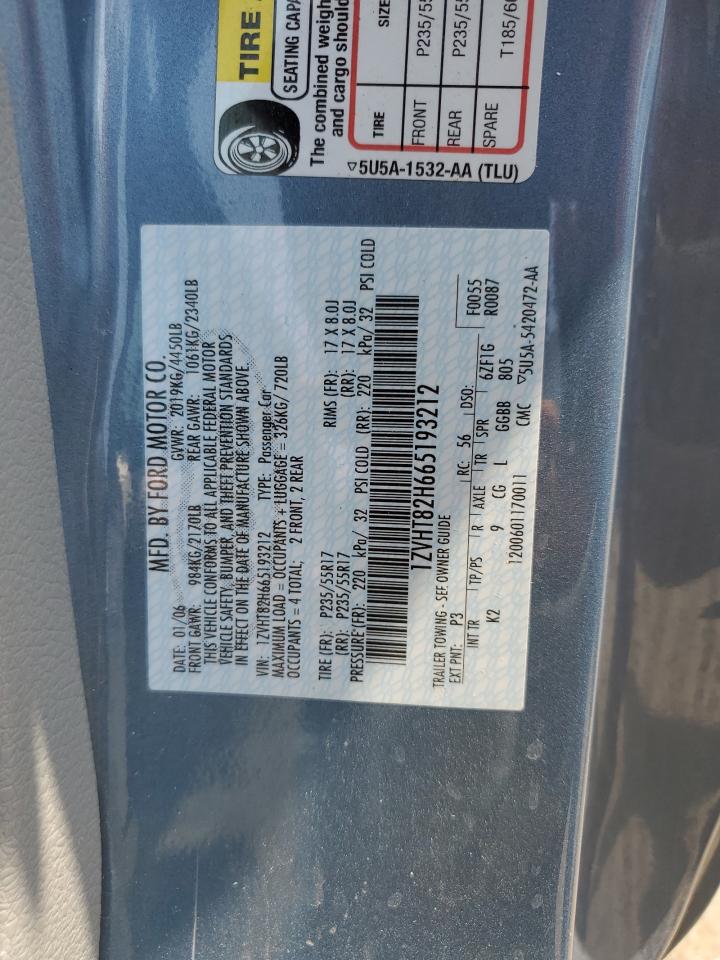 TIRE
SEATING CAPA
The combined weigh
and cargo should
TIRE SIZE
FRONT P235/55
REAR P235/55
SPARE T185/60
▽5U5A-1532-AA (TLU)
MFD. BY FORD MOTOR CO.
DATE: 01/06 GVWR: 2019KG/4450LB
FRONT GAWR: 984KG/2170LB REAR GAWR: 1061KG/2340LB
THIS VEHICLE CONFORMS TO ALL APPLICABLE FEDERAL MOTOR
VEHICLE SAFETY, BUMPER, AND THEFT PREVENTION STANDARDS
IN EFFECT ON THE DATE OF MANUFACTURE SHOWN ABOVE.
VIN: 1ZVHT82H665193212 TYPE: Passenger Car
MAXIMUM LOAD = OCCUPANTS + LUGGAGE = 326KG/720LB
OCCUPANTS = 4 TOTAL; 2 FRONT, 2 REAR
TIRE (FR): P235/55R17 RIMS (FR): 17 X 8.0J
(RR): P235/55R17 (RR): 17 X 8.0J
PRESSURE (FR): 220 kPa/ 32 PSI COLD (RR): 220 kPa/ 32 PSI COLD
1ZVHT82H665193212
TRAILER TOWING - SEE OWNER GUIDE
EXT PNT: P3 RC: 56 DSO: F0055
R0087
INT TR TP/PS R AXLE TR SPR 6ZF1G
K2 9 CG L GGBB 805
1200601170011 CMC ▽5U5A-5420472-AA